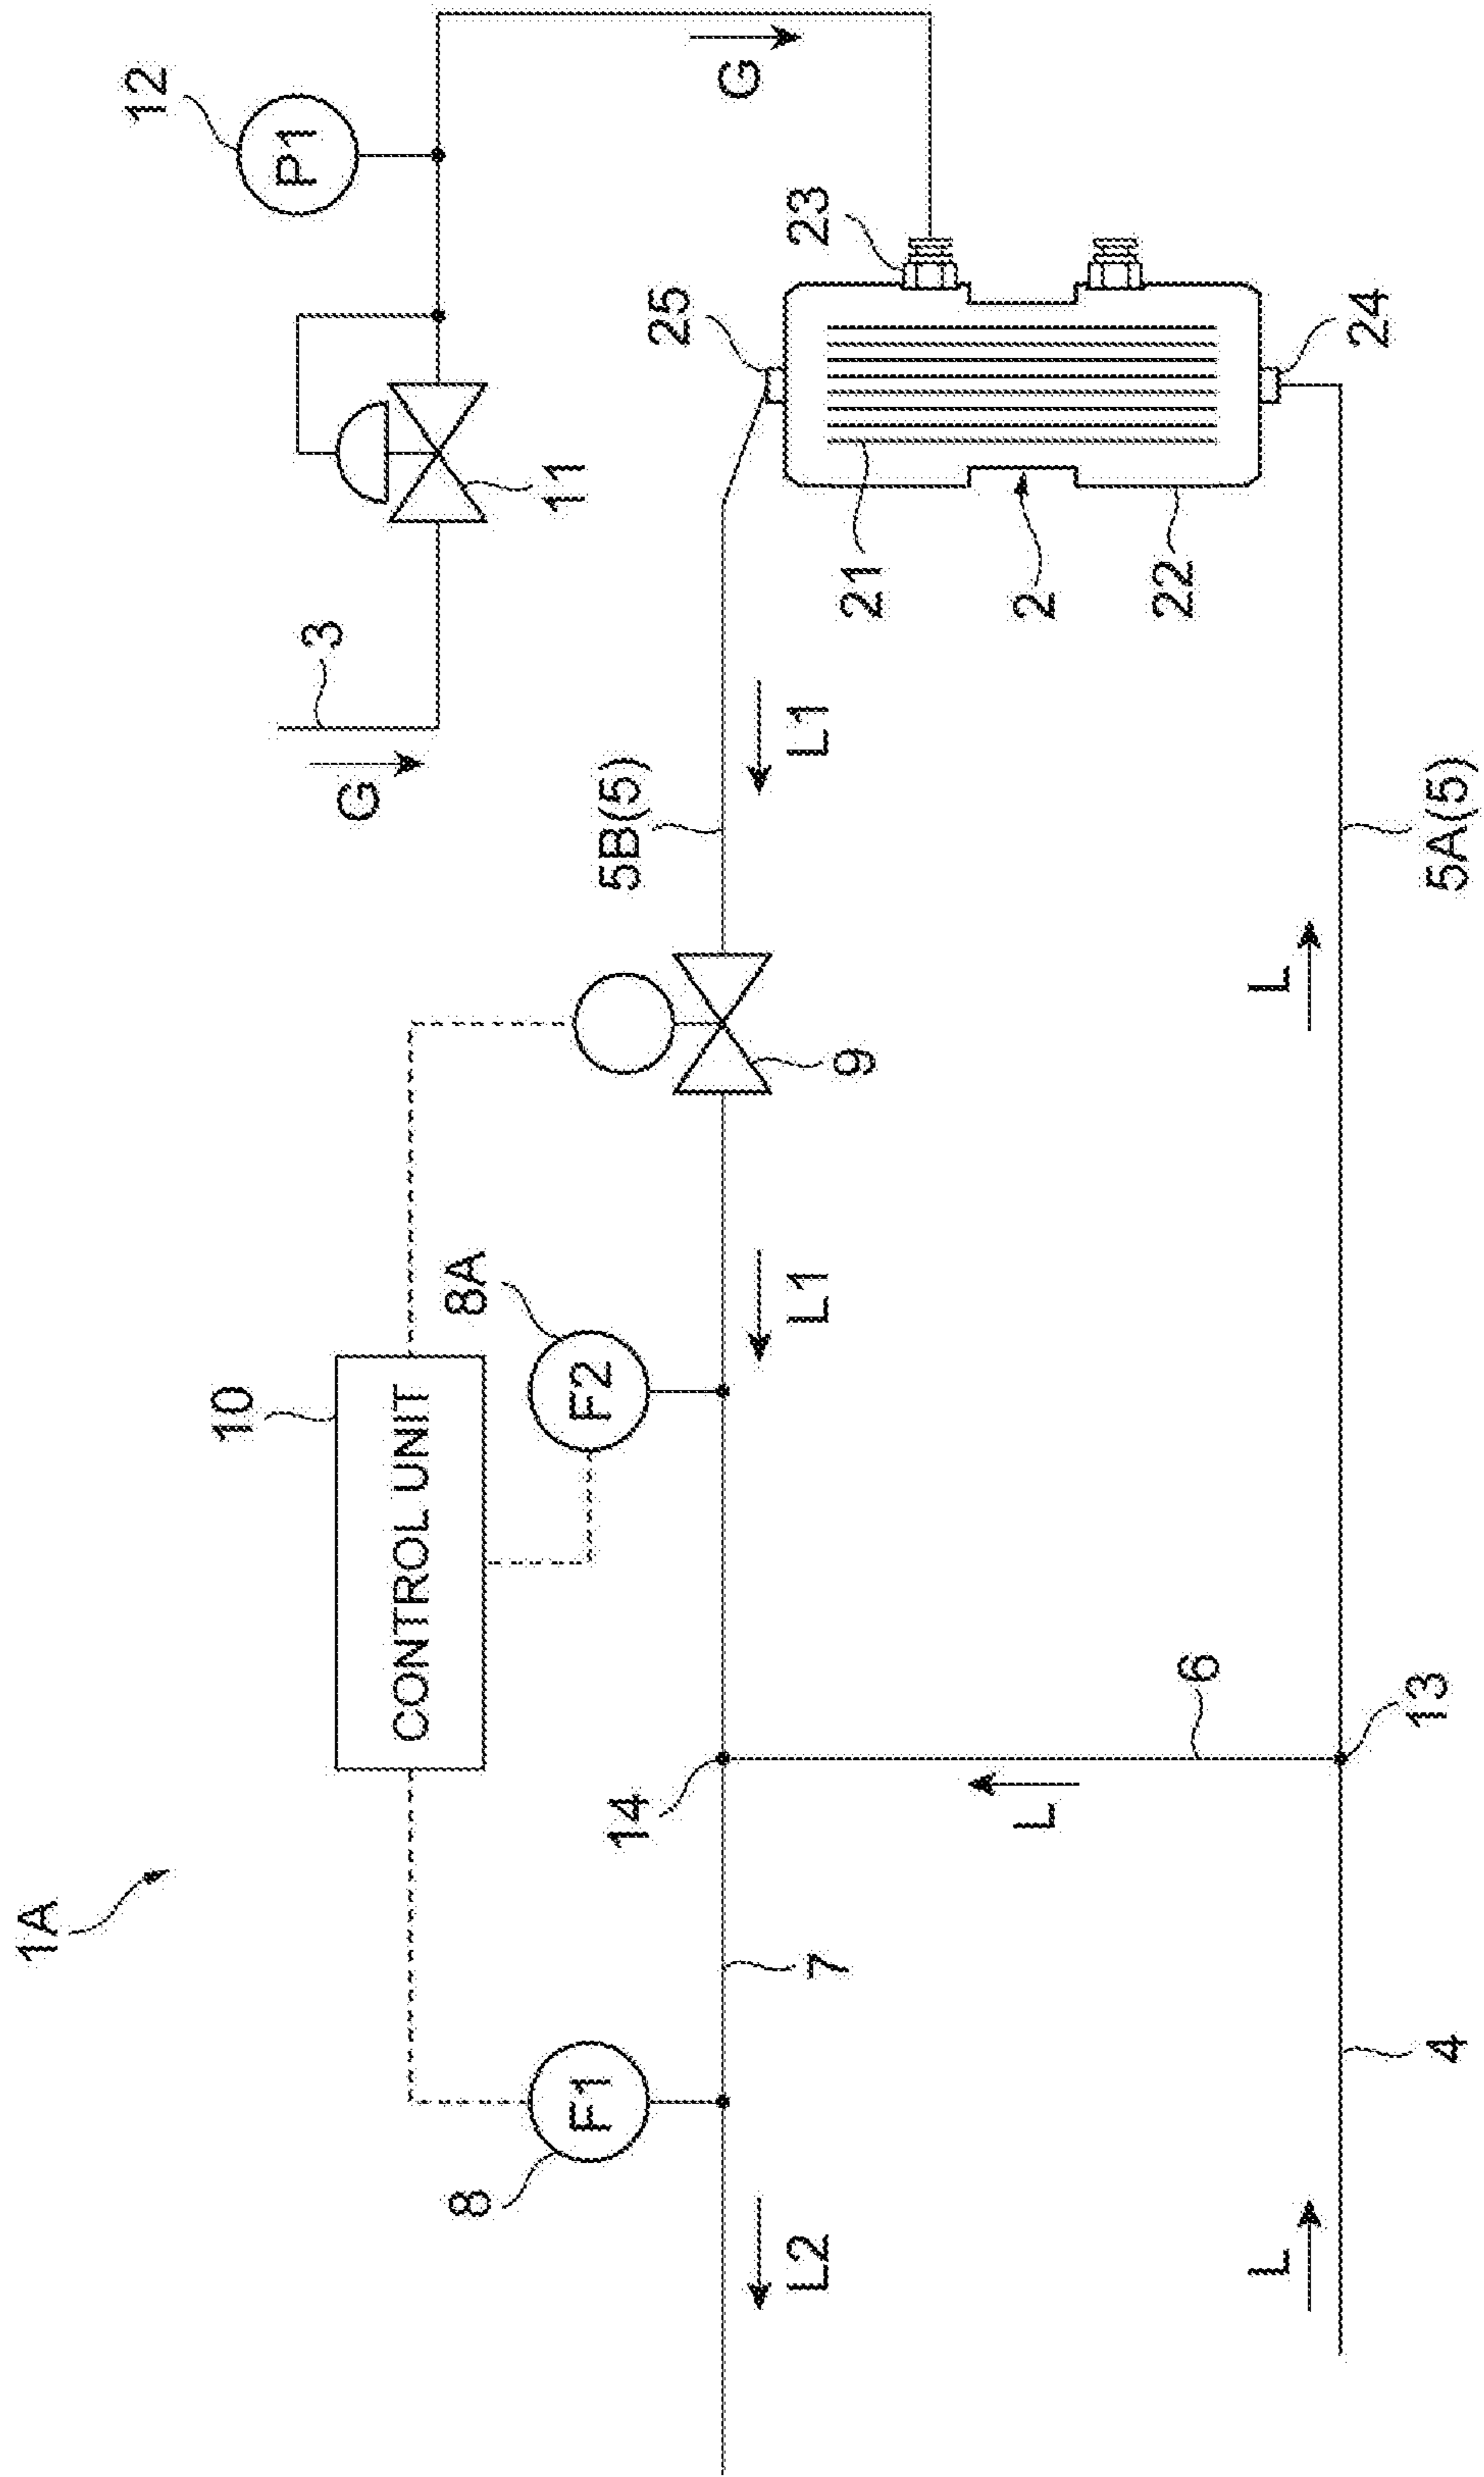 1A
8
F1
10
CONTROL UNIT
8A
F2
G
3
11
12
P1
G
L2
7
14
L1
9
5B(5)
L1
25
23
21
2
22
24
L
6
L
4
13
L
5A(5)